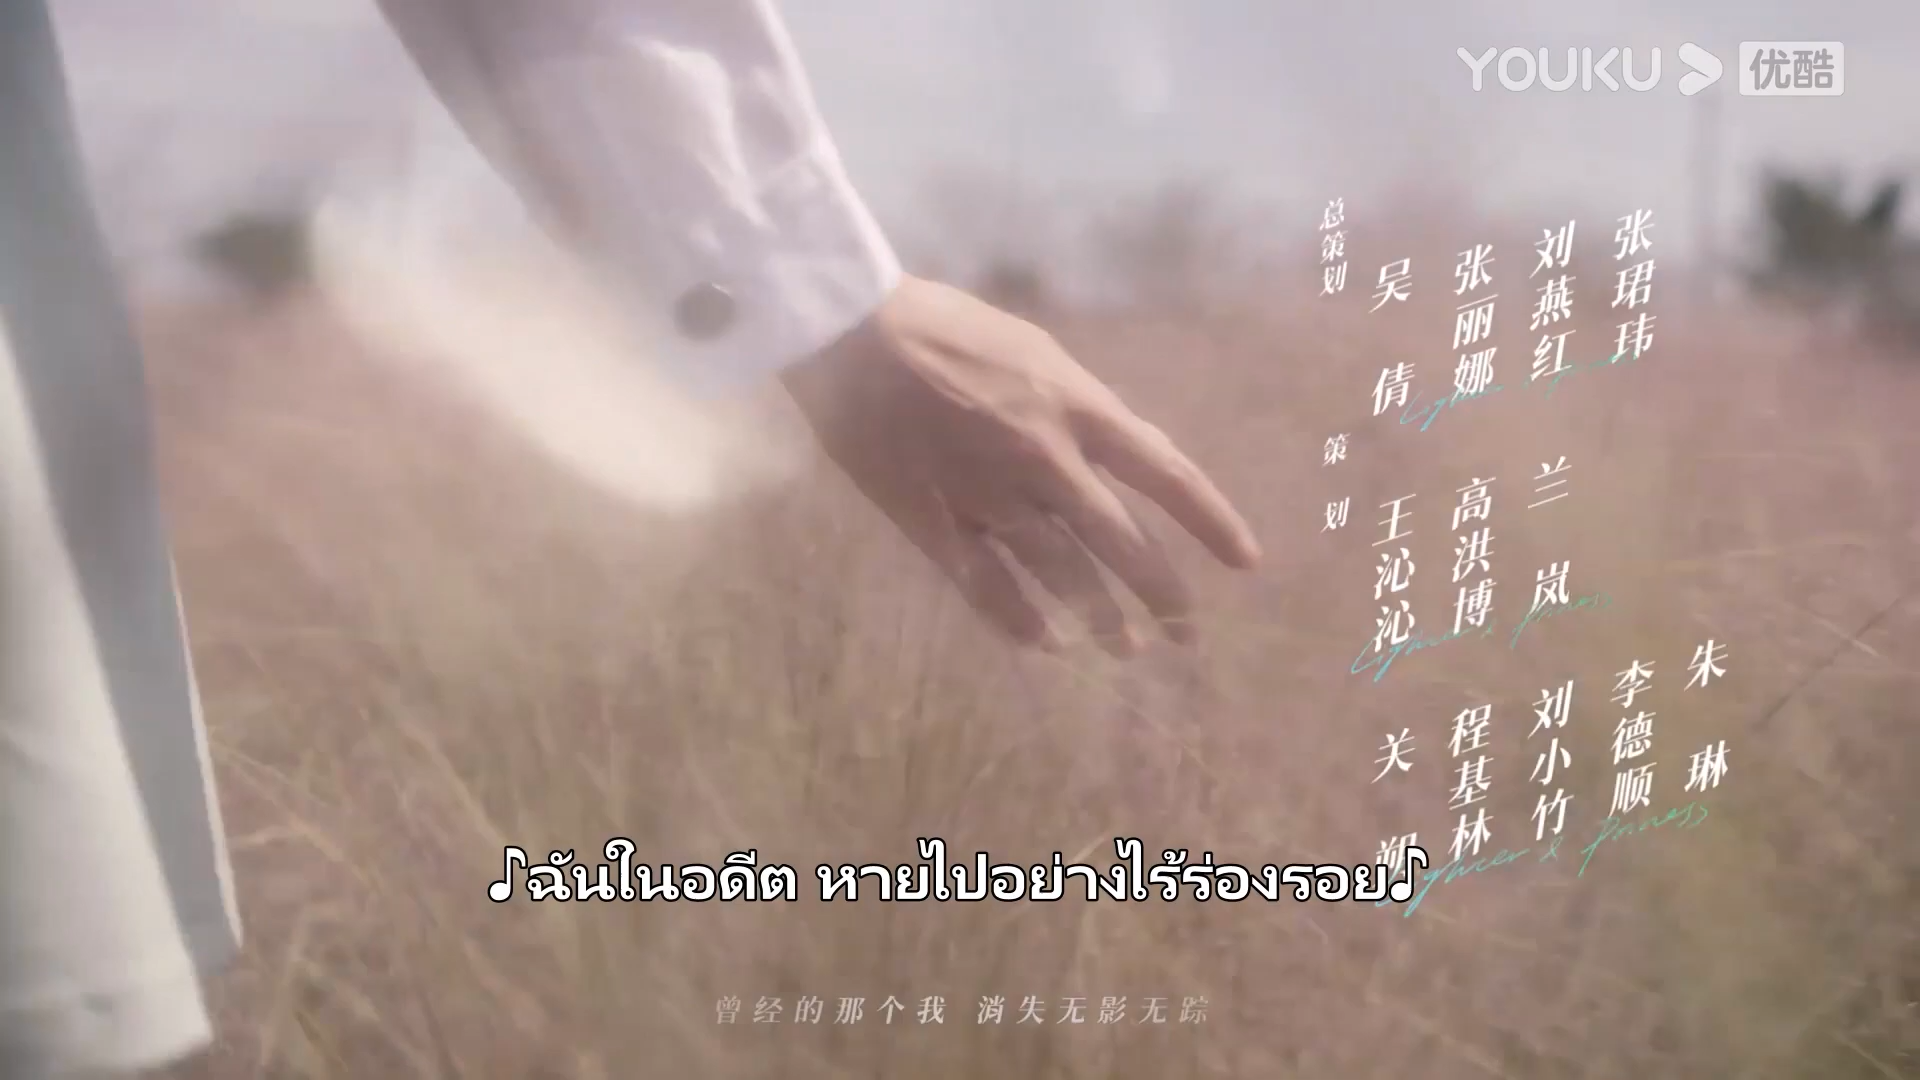 YOUKU 优酷
总策划
吴倩
张丽娜
刘燕红
张珺玮
策划
王沁沁
高洪博
兰岚
关朔
程基林
刘小竹
李德顺
朱琳
♪ฉันในอดีต หายไปอย่างไร้ร่องรอย♪
曾经的那个我 消失无影无踪